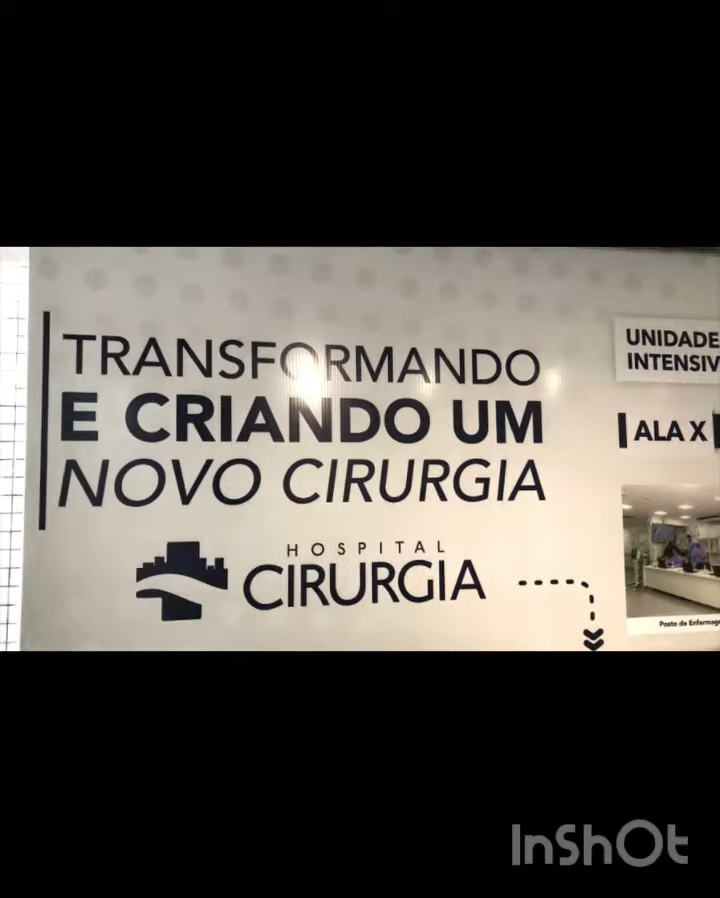 TRANSFORMANDO
E CRIANDO UM
NOVO CIRURGIA
HOSPITAL
CIRURGIA
UNIDADE
INTENSIV
ALA X
Posto de Enfermag
InShOt